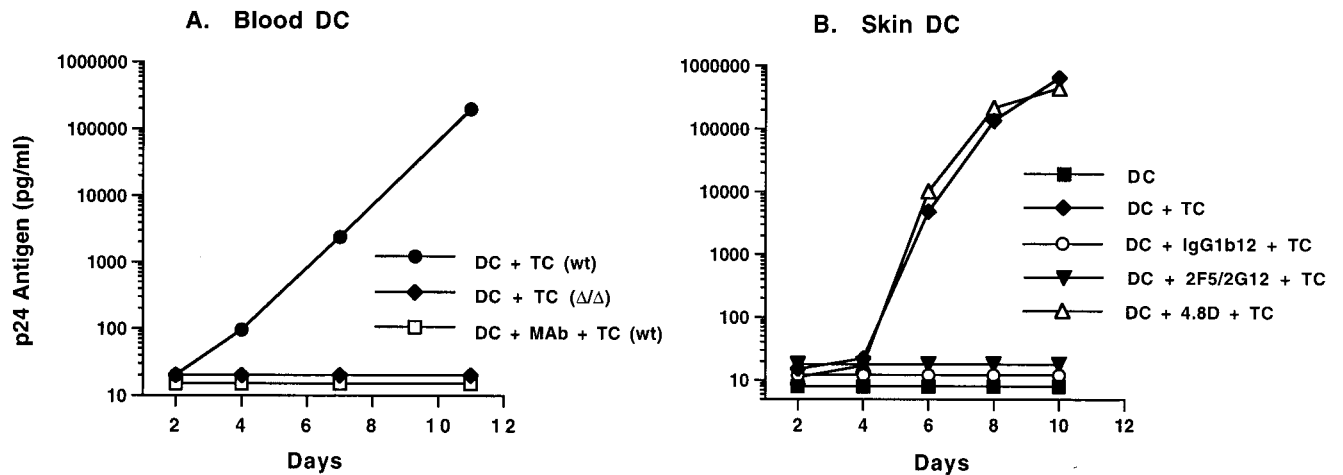 A. Blood DC
1000000
100000
10000
1000
100
10
2
4
6
8
10
12
Days
p24 Antigen (pg/ml)
DC + TC (wt)
DC + TC (Δ/Δ)
DC + MAb + TC (wt)
B. Skin DC
1000000
100000
10000
1000
100
10
2
4
6
8
10
12
Days
DC
DC + TC
DC + IgG1b12 + TC
DC + 2F5/2G12 + TC
DC + 4.8D + TC